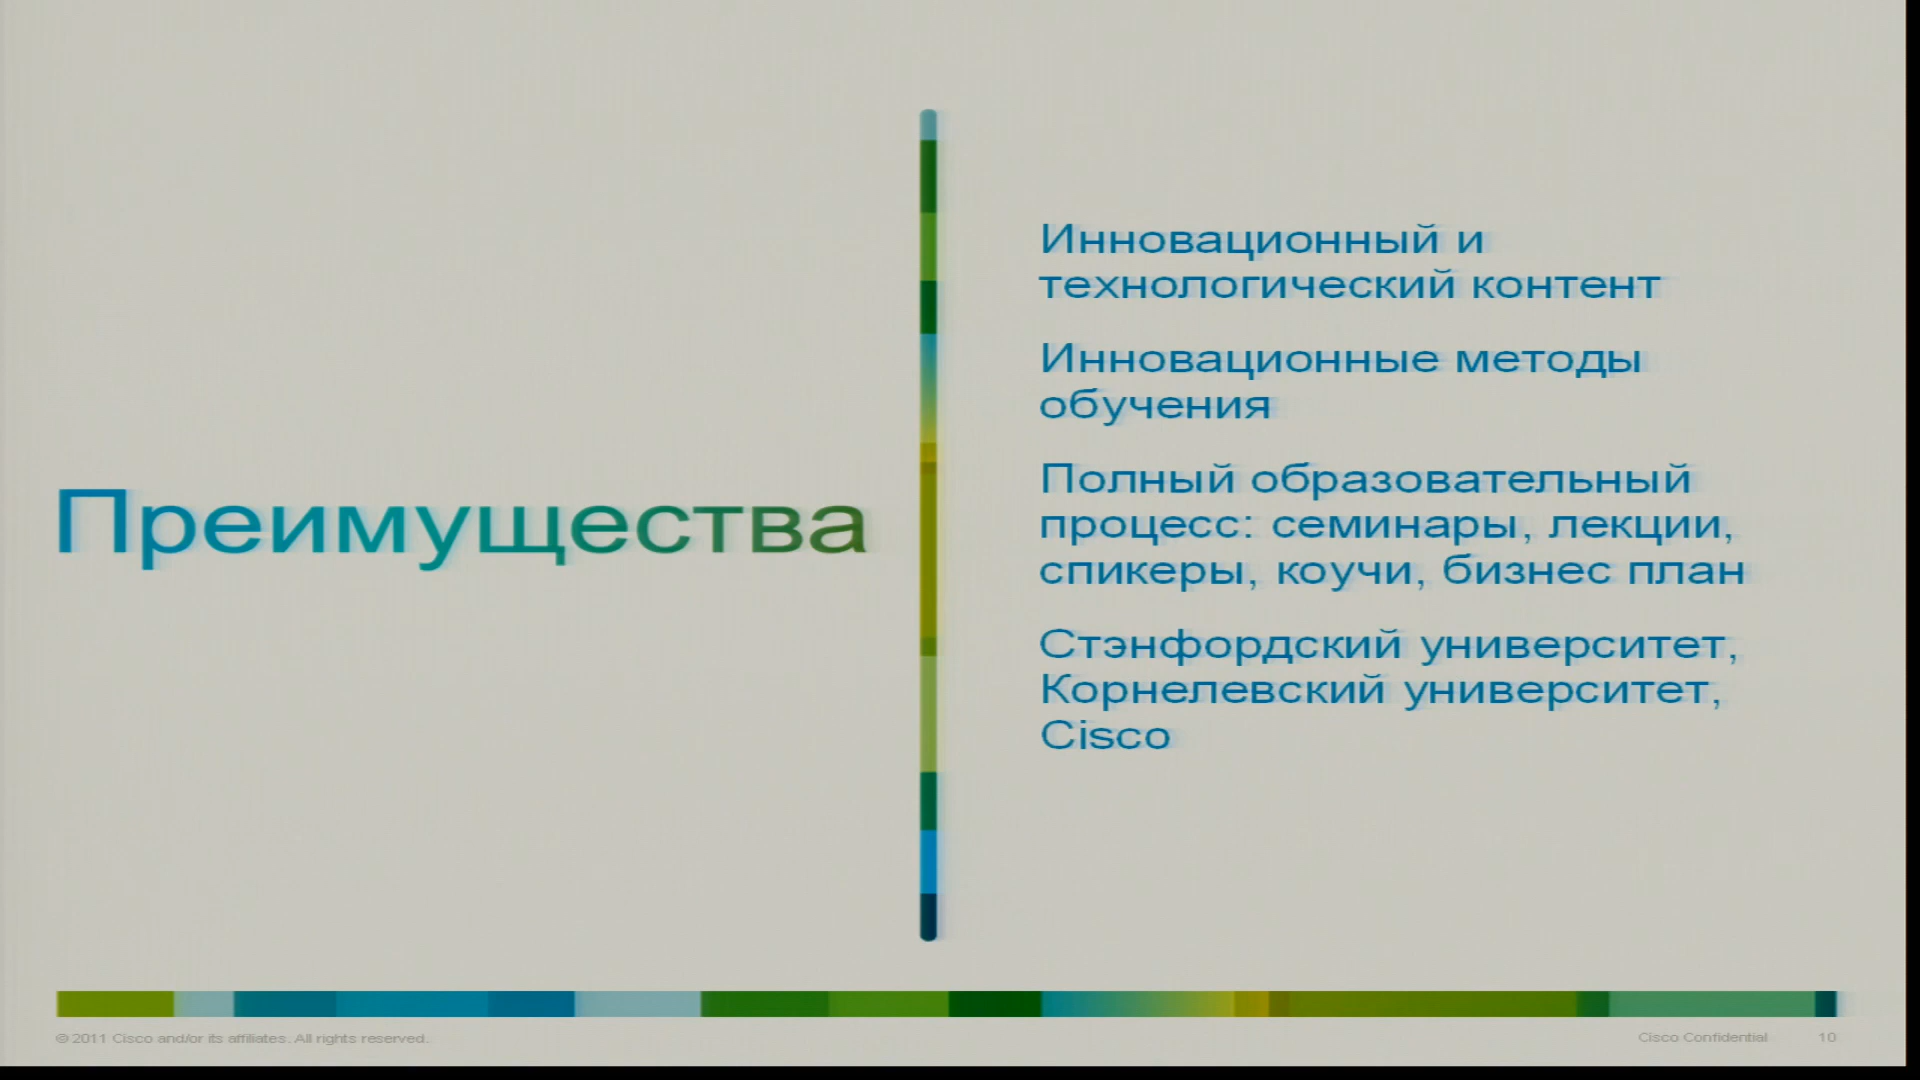 Преимущества
Инновационный и
технологический контент
Инновационные методы
обучения
Полный образовательный
процесс: семинары, лекции,
спикеры, коучи, бизнес план
Стэнфордский университет,
Корнелевский университет,
Cisco
© 2011 Cisco and/or its affiliates. All rights reserved.
Cisco Confidential 10